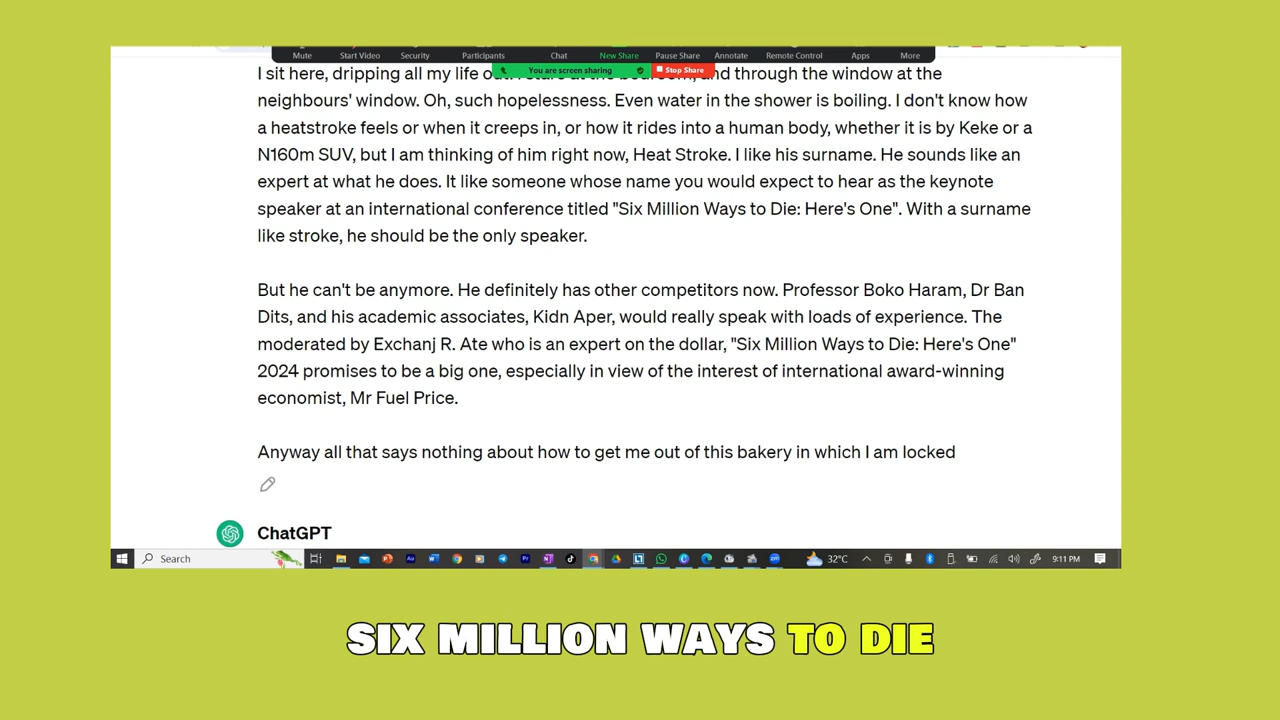 Mute Start Video Security Participants Chat New Share Pause Share Annotate Remote Control Apps More
You are screen sharing Stop Share
I sit here, dripping all my life and through the window at the
neighbours' window. Oh, such hopelessness. Even water in the shower is boiling. I don't know how
a heatstroke feels or when it creeps in, or how it rides into a human body, whether it is by Keke or a
N160m SUV, but I am thinking of him right now, Heat Stroke. I like his surname. He sounds like an
expert at what he does. It like someone whose name you would expect to hear as the keynote
speaker at an international conference titled "Six Million Ways to Die: Here's One". With a surname
like stroke, he should be the only speaker.
But he can't be anymore. He definitely has other competitors now. Professor Boko Haram, Dr Ban
Dits, and his academic associates, Kidn Aper, would really speak with loads of experience. The
moderated by Exchanj R. Ate who is an expert on the dollar, "Six Million Ways to Die: Here's One"
2024 promises to be a big one, especially in view of the interest of international award-winning
economist, Mr Fuel Price.
Anyway all that says nothing about how to get me out of this bakery in which I am locked
ChatGPT
Search 32°C 9:11 PM
SIX MILLION WAYS TO DIE